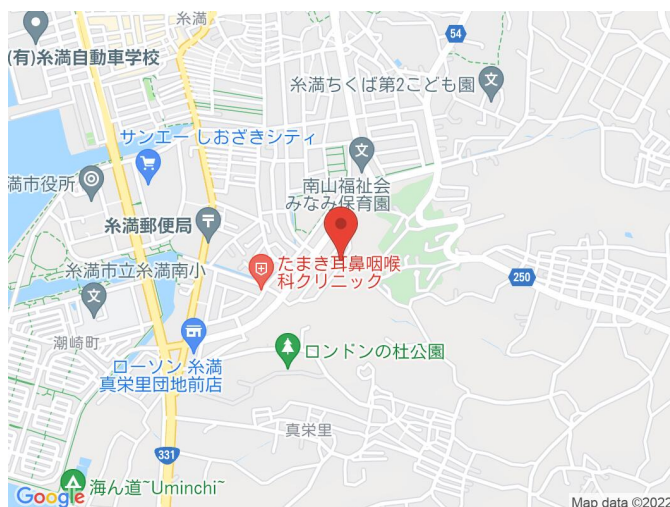 糸満
54
(有)糸満自動車学校
糸満ちくば第2こども園
サンエー しおざきシティ
満市役所
南山福祉会
みなみ保育園
糸満郵便局
たまき耳鼻咽喉
科クリニック
糸満市立糸満南小
250
潮崎町
ローソン 糸満
真栄里団地前店
ロンドンの杜公園
真栄里
331
海ん道~Uminchi~
Google
Map data ©2022